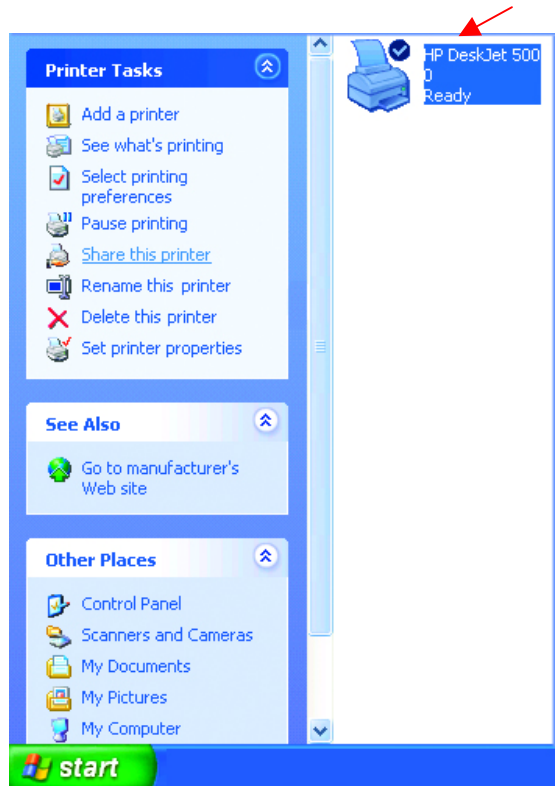 Printer Tasks
Add a printer
See what's printing
Select printing
preferences
Pause printing
Share this printer
Rename this printer
Delete this printer
Set printer properties
See Also
Go to manufacturer's
Web site
Other Places
Control Panel
Scanners and Cameras
My Documents
My Pictures
My Computer
HP DeskJet 500
0
Ready
start